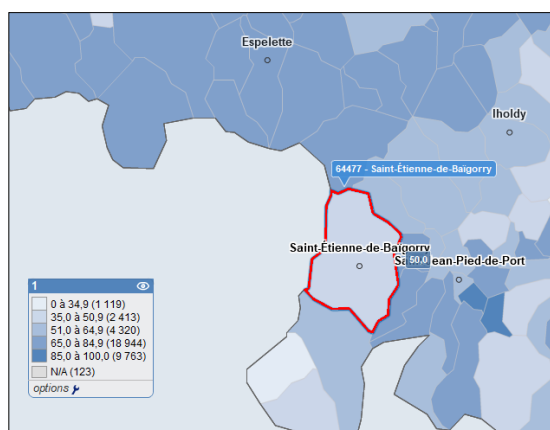 Espelette
Iholdy
64477 - Saint-Étienne-de-Baïgorry
Saint-Étienne-de-Baïgorry
50,0
ean-Pied-de-Port
1
0 à 34,9 (1 119)
35,0 à 50,9 (2 413)
51,0 à 64,9 (4 320)
65,0 à 84,9 (18 944)
85,0 à 100,0 (9 763)
N/A (123)
options